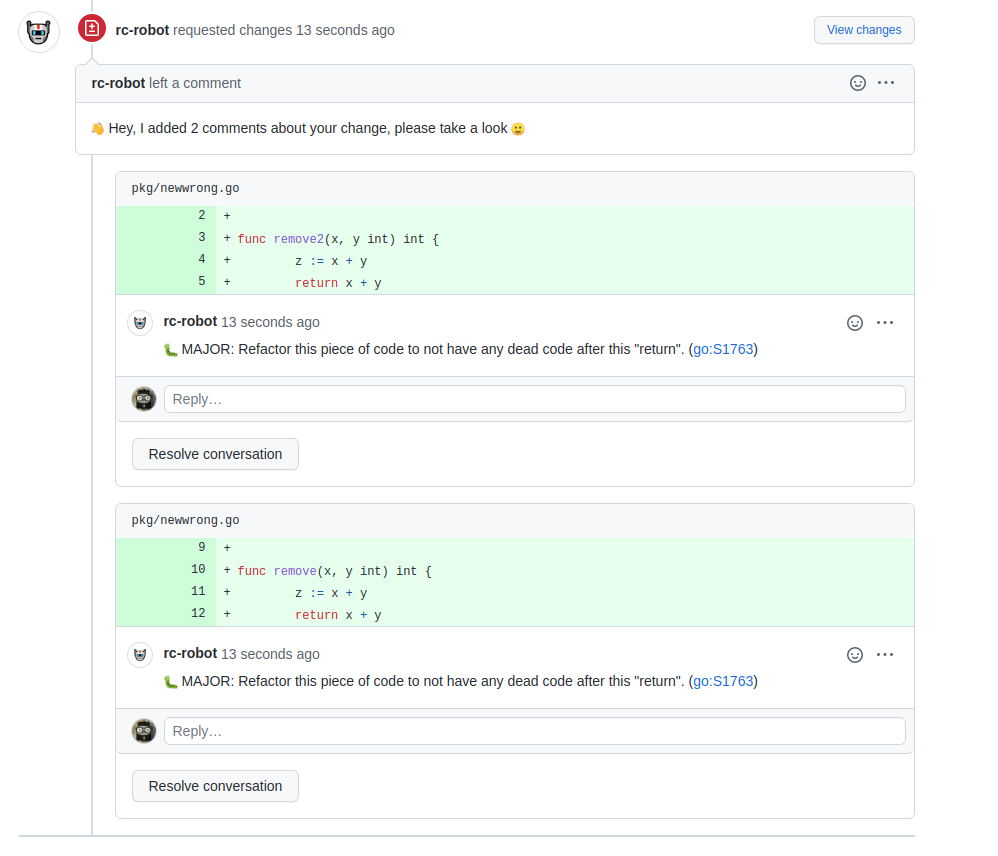 rc-robot requested changes 13 seconds ago
View changes
rc-robot left a comment
👋 Hey, I added 2 comments about your change, please take a look 🙂
pkg/newwrong.go
2 +
3 + func remove2(x, y int) int {
4 + z := x + y
5 + return x + y
rc-robot 13 seconds ago
🐛 MAJOR: Refactor this piece of code to not have any dead code after this "return". (go:S1763)
Reply…
Resolve conversation
pkg/newwrong.go
9 +
10 + func remove(x, y int) int {
11 + z := x + y
12 + return x + y
rc-robot 13 seconds ago
🐛 MAJOR: Refactor this piece of code to not have any dead code after this "return". (go:S1763)
Reply…
Resolve conversation